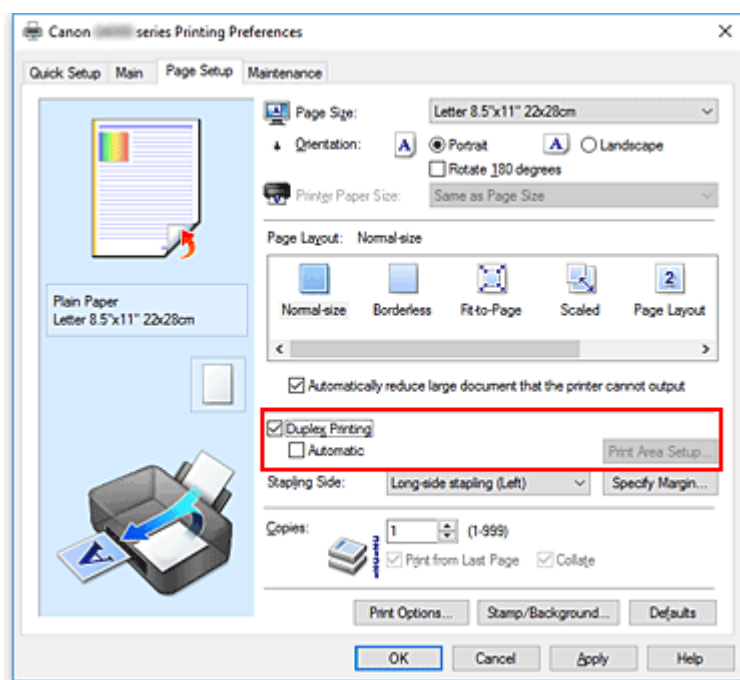 Canon series Printing Preferences
Quick Setup Main Page Setup Maintenance
Page Size: Letter 8.5"x11" 22x28cm
Orientation: A Portrait A Landscape
Rotate 180 degrees
Printer Paper Size: Same as Page Size
Page Layout: Normal-size
2
Normal-size Borderless Fit-to-Page Scaled Page Layout
Plain Paper
Letter 8.5"x11" 22x28cm
Automatically reduce large document that the printer cannot output
Duplex Printing
Automatic Print Area Setup...
Stapling Side: Long-side stapling (Left) Specify Margin...
Copies: 1 (1-999)
Print from Last Page Collate
A
Print Options... Stamp/Background... Defaults
OK Cancel Apply Help